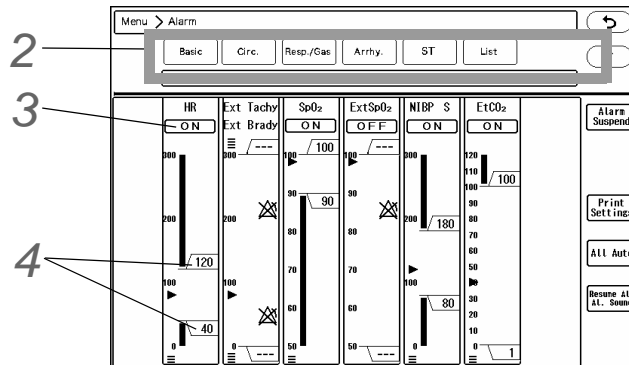 Menu > Alarm
2
Basic Circ. Resp./Gas Arrhy. ST List
3
HR Ext Tachy SpO₂ ExtSpO₂ NIBP S EtCO₂
Ext Brady
ON ON OFF ON ON
Alarm
Suspend
300 300 --- 100 100 100 --- 300 120
110
100 100
90 90 90 90
200 200 80 80 200 180 80
Print
Settings
70
4
120 70 70 60
All Auto
50
100 100 60 60 100 80 40
30
Resume Al
Al. Sound
20
40 10
0 0 --- 50 50 --- 0 0 1